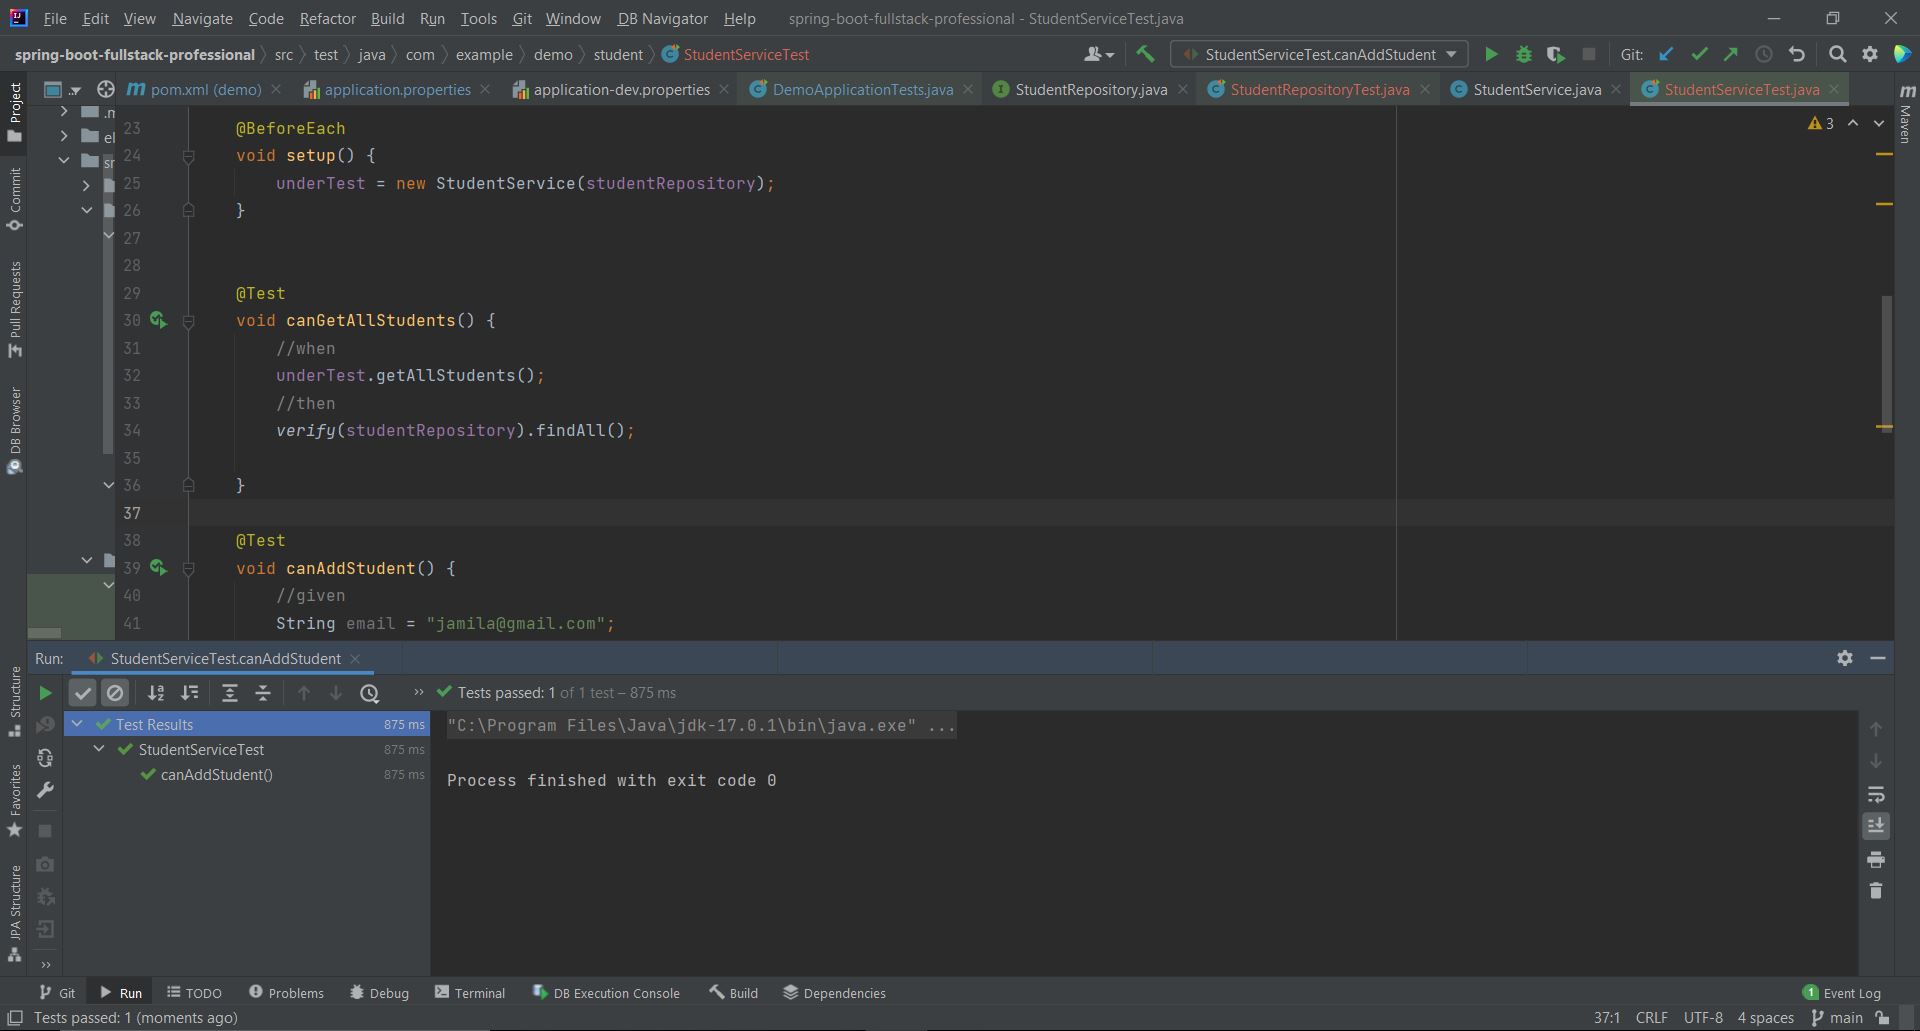 File Edit View Navigate Code Refactor Build Run Tools Git Window DB Navigator Help spring-boot-fullstack-professional - StudentServiceTest.java
spring-boot-fullstack-professional src test java com example demo student StudentServiceTest StudentServiceTest.canAddStudent Git:
pom.xml (demo) application.properties application-dev.properties DemoApplicationTests.java StudentRepository.java StudentRepositoryTest.java StudentService.java StudentServiceTest.java
Project
Commit
Pull Requests
DB Browser
Structure
Favorites
JPA Structure
Maven
3
23 @BeforeEach
24 void setup() {
25 underTest = new StudentService(studentRepository);
26 }
27
28
29 @Test
30 void canGetAllStudents() {
31 //when
32 underTest.getAllStudents();
33 //then
34 verify(studentRepository).findAll();
35
36 }
37
38 @Test
39 void canAddStudent() {
40 //given
41 String email = "jamila@gmail.com";
Run: StudentServiceTest.canAddStudent
Tests passed: 1 of 1 test – 875 ms
Test Results 875 ms
StudentServiceTest 875 ms
canAddStudent() 875 ms
"C:\Program Files\Java\jdk-17.0.1\bin\java.exe" ...
Process finished with exit code 0
Git Run TODO Problems Debug Terminal DB Execution Console Build Dependencies 1 Event Log
Tests passed: 1 (moments ago) 37:1 CRLF UTF-8 4 spaces main